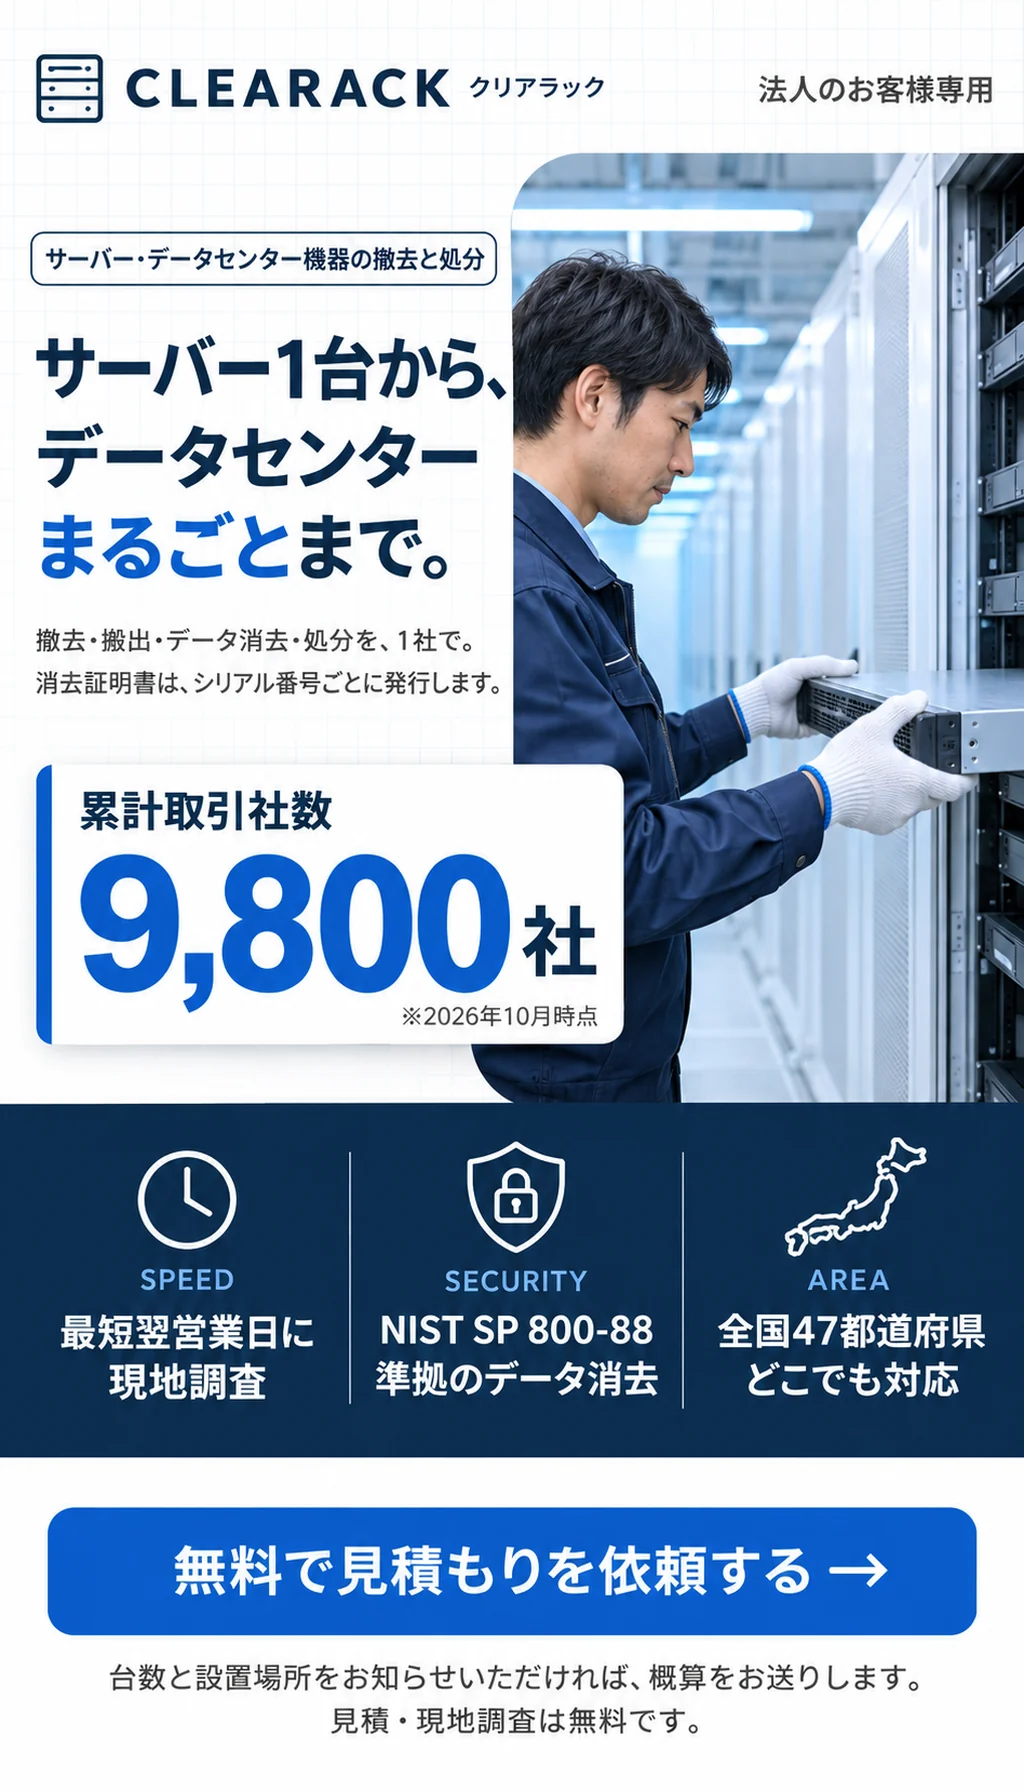 CLEARACK クリアラック
法人のお客様専用
サーバー・データセンター機器の撤去と処分
サーバー1台から、
データセンター
まるごとまで。
撤去・搬出・データ消去・処分を、1社で。
消去証明書は、シリアル番号ごとに発行します。
累計取引社数
9,800社
※2026年10月時点
SPEED
最短翌営業日に
現地調査
SECURITY
NIST SP 800-88
準拠のデータ消去
AREA
全国47都道府県
どこでも対応
無料で見積もりを依頼する →
台数と設置場所をお知らせいただければ、概算をお送りします。
見積・現地調査は無料です。